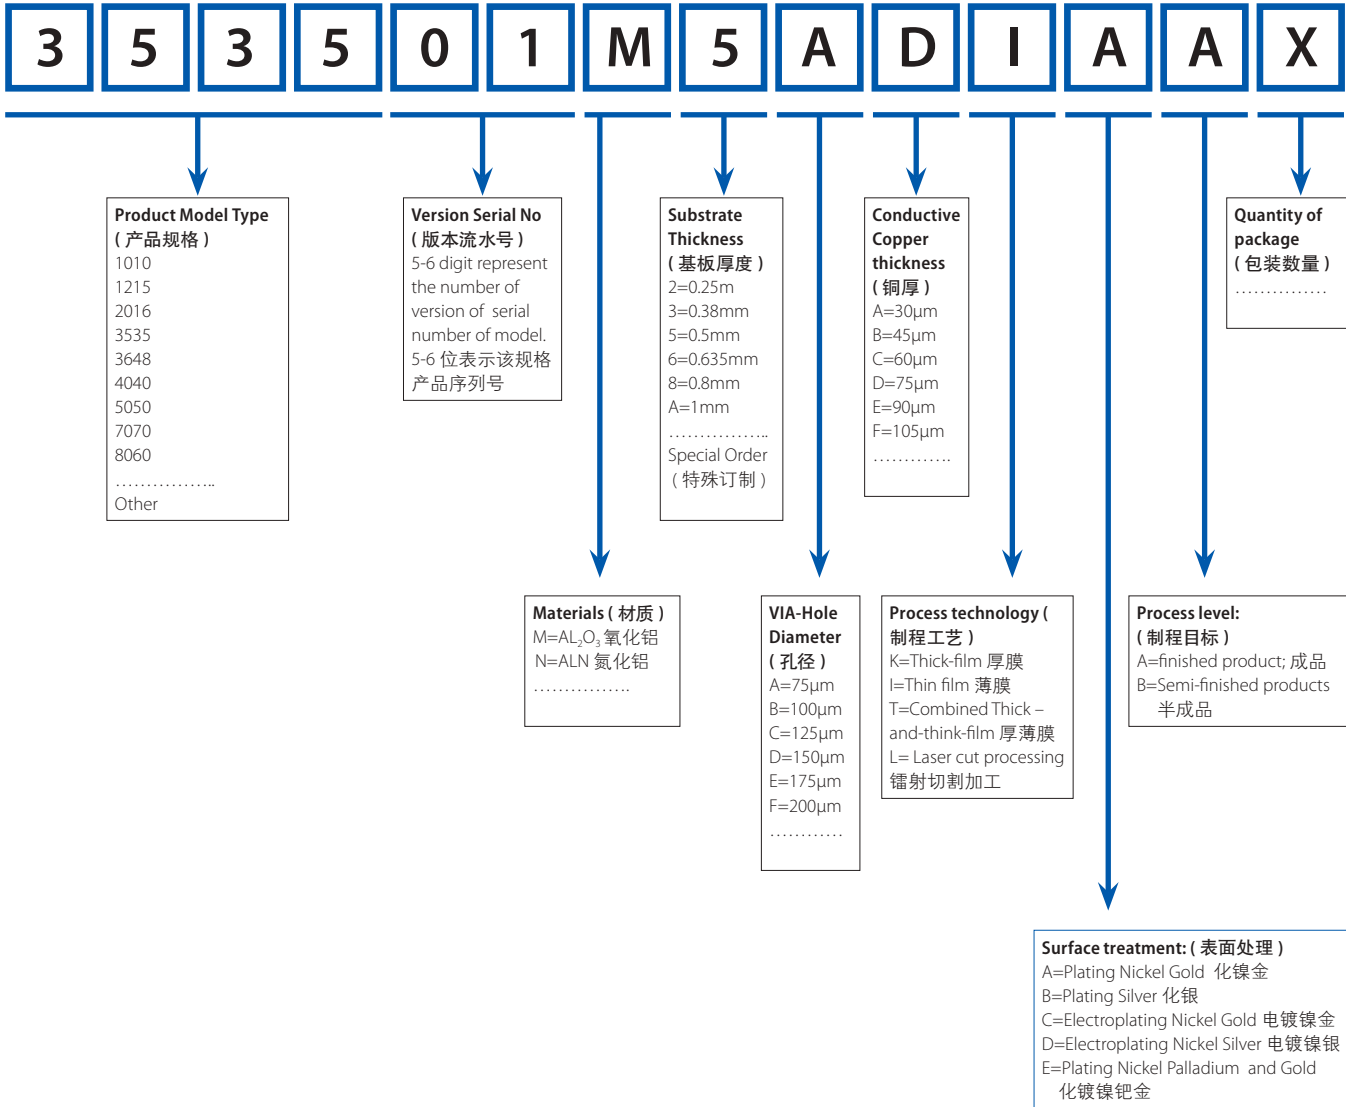 3 5 3 5 0 1 M 5 A D I A A X
Product Model Type
( 产品规格 )
1010
1215
2016
3535
3648
4040
5050
7070
8060
……………..
Other
Version Serial No
( 版本流水号 )
5-6 digit represent
the number of
version of serial
number of model.
5-6 位表示该规格
产品序列号
Substrate
Thickness
( 基板厚度 )
2=0.25m
3=0.38mm
5=0.5mm
6=0.635mm
8=0.8mm
A=1mm
……………..
Special Order
( 特殊订制 )
Conductive
Copper
thickness
( 铜厚 )
A=30μm
B=45μm
C=60μm
D=75μm
E=90μm
F=105μm
………….
Quantity of
package
( 包装数量 )
……………
Materials ( 材质 )
M=AL₂O₃ 氧化铝
N=ALN 氮化铝
…………….
VIA-Hole
Diameter
( 孔径 )
A=75μm
B=100μm
C=125μm
D=150μm
E=175μm
F=200μm
…………
Process technology (
制程工艺 )
K=Thick-film 厚膜
I=Thin film 薄膜
T=Combined Thick –
and-think-film 厚薄膜
L= Laser cut processing
镭射切割加工
Process level:
( 制程目标 )
A=finished product; 成品
B=Semi-finished products
半成品
Surface treatment: ( 表面处理 )
A=Plating Nickel Gold 化镍金
B=Plating Silver 化银
C=Electroplating Nickel Gold 电镀镍金
D=Electroplating Nickel Silver 电镀镍银
E=Plating Nickel Palladium and Gold
化镀镍钯金